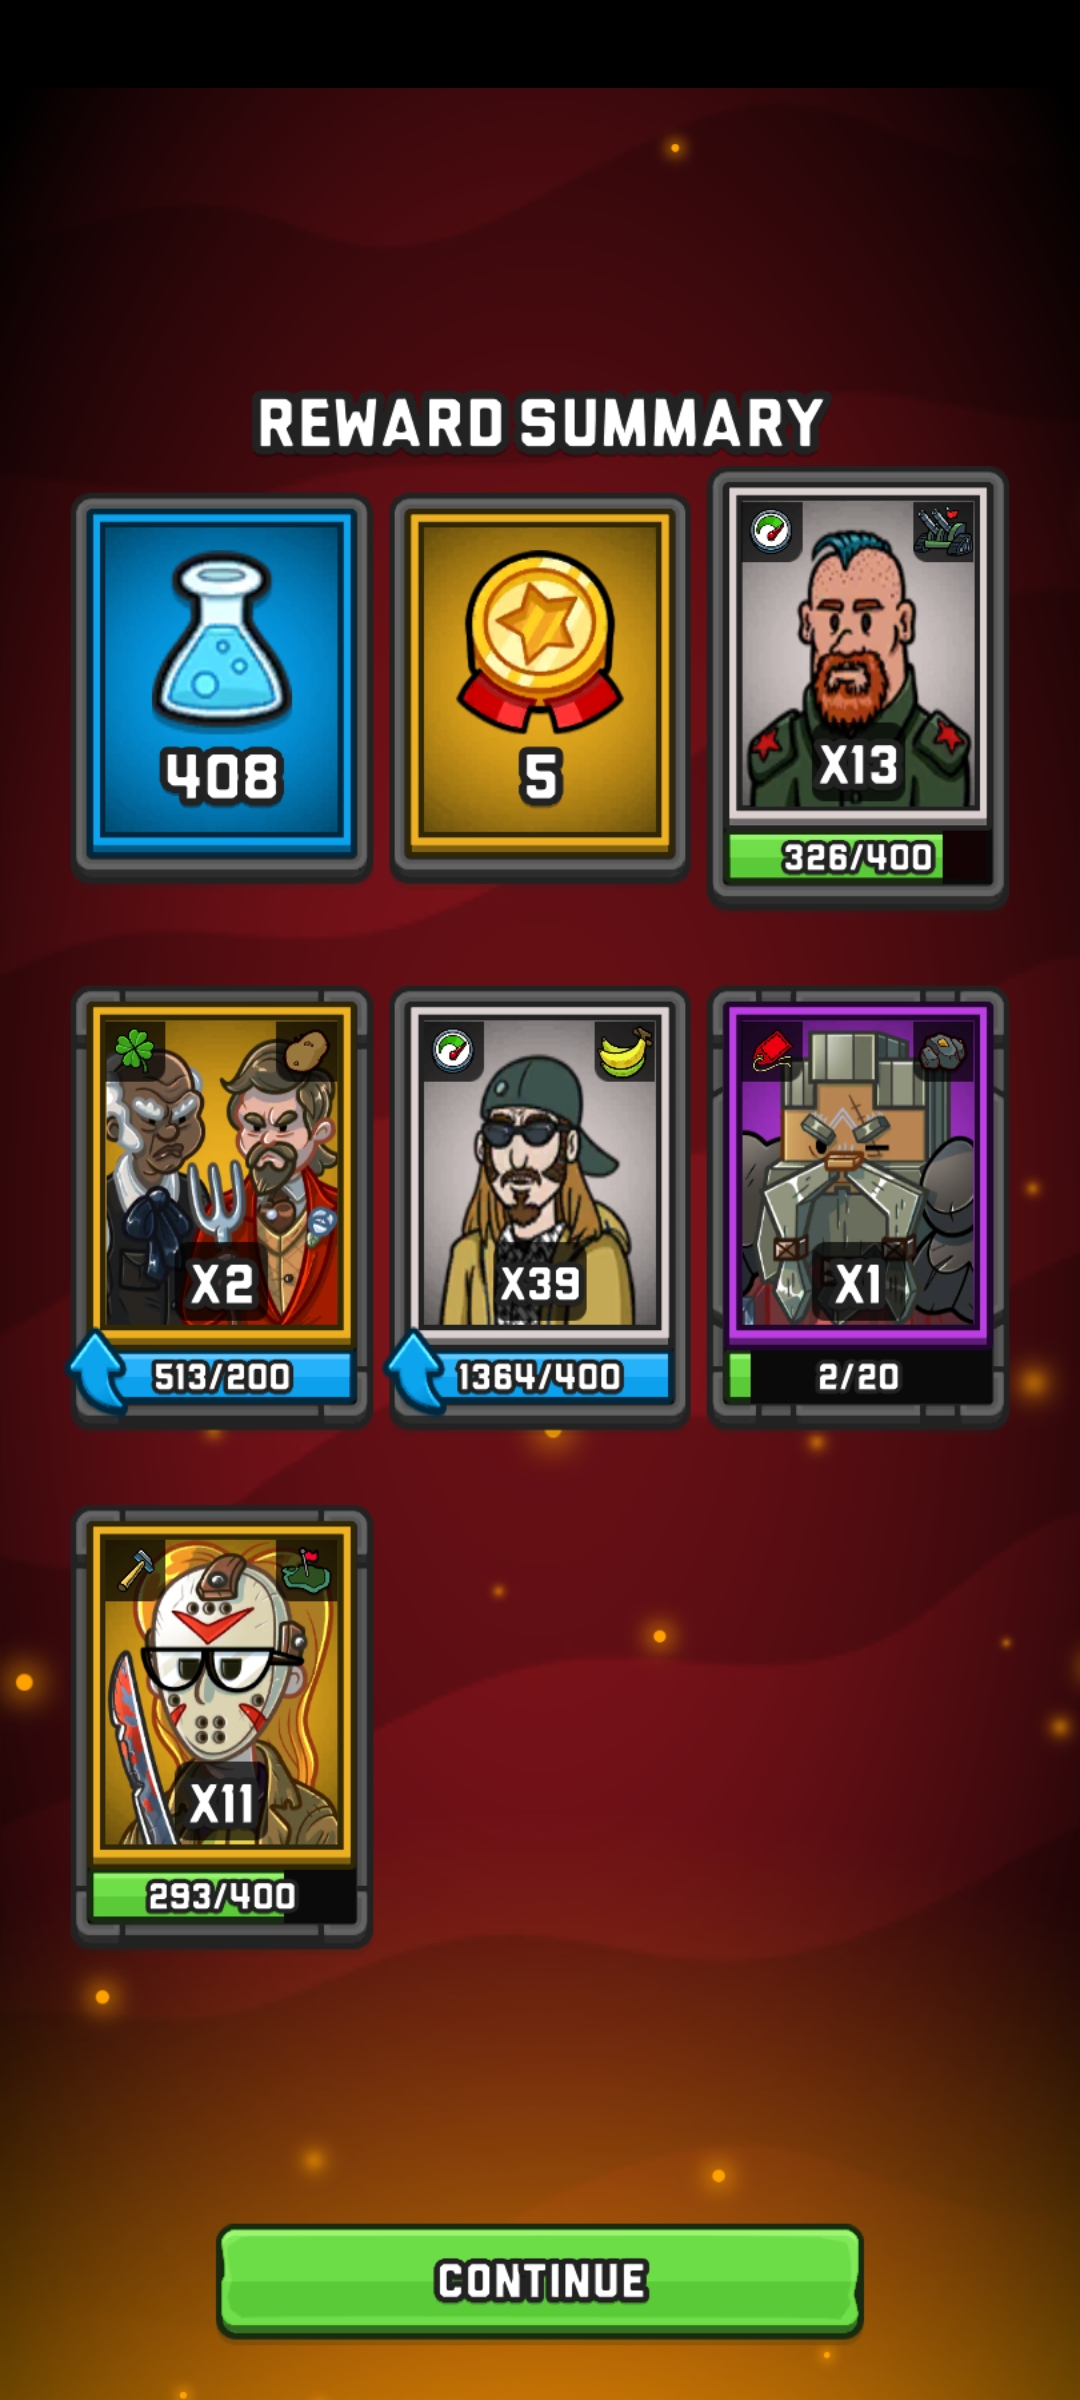 REWARD SUMMARY
408
5
X13
326/400
X2
513/200
X39
1364/400
X1
2/20
X11
293/400
CONTINUE